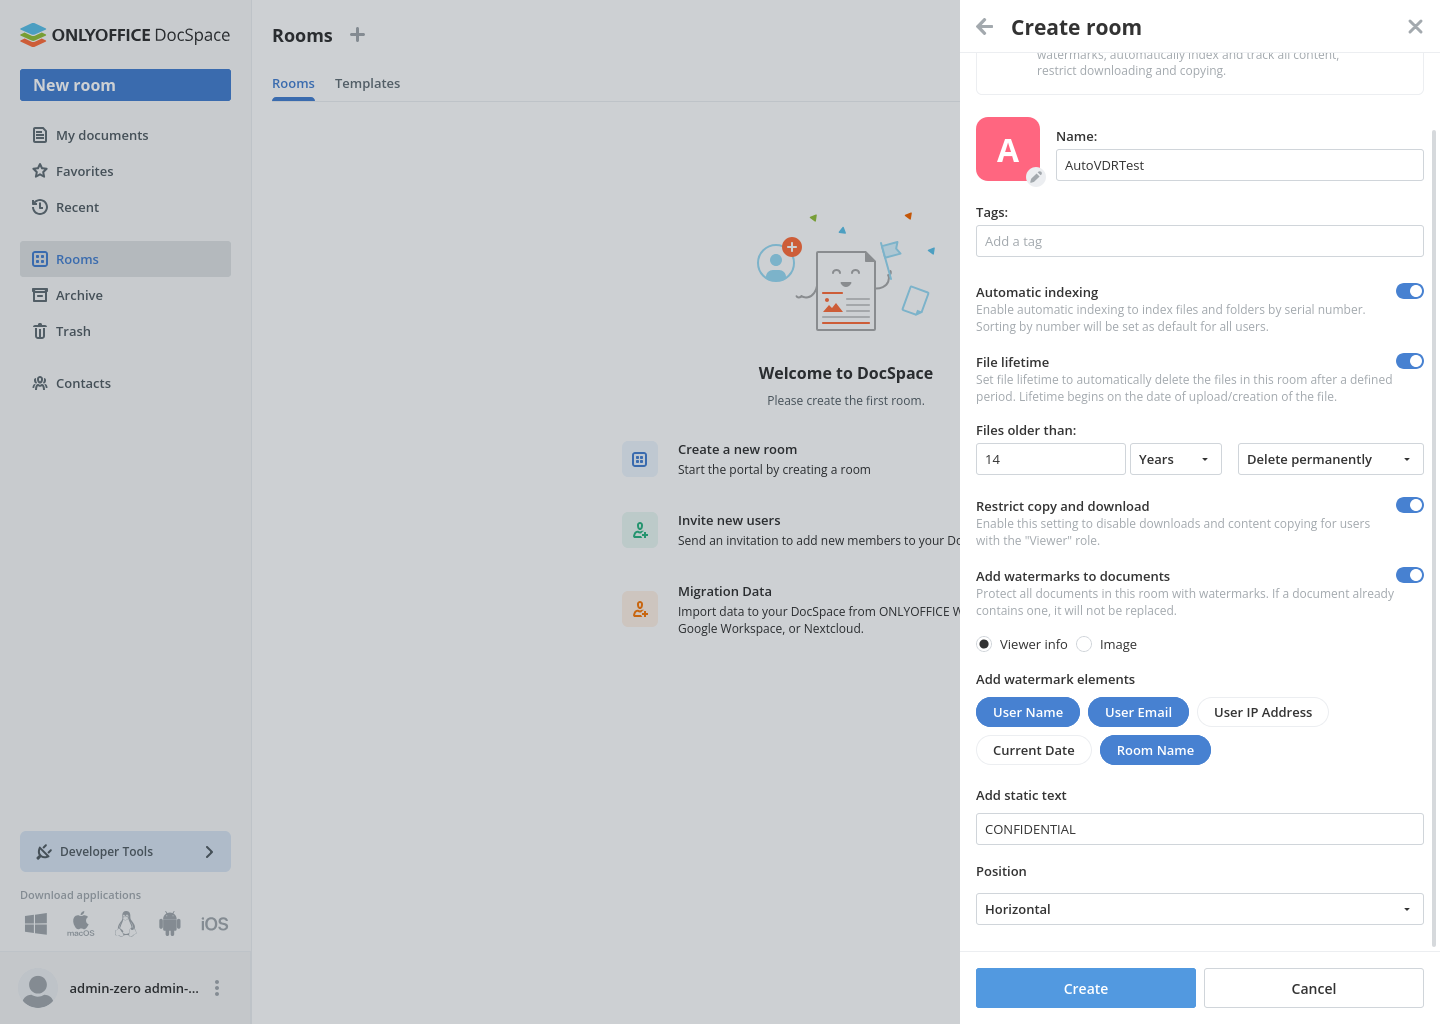 ONLYOFFICE DocSpace
New room
My documents
Favorites
Recent
Rooms
Archive
Trash
Contacts
Developer Tools
Download applications
macOS
iOS
admin-zero admin-...
Rooms
Rooms
Templates
Welcome to DocSpace
Please create the first room.
Create a new room
Start the portal by creating a room
Invite new users
Send an invitation to add new members to your Do
Migration Data
Import data to your DocSpace from ONLYOFFICE W
Google Workspace, or Nextcloud.
Create room
watermarks, automatically index and track all content,
restrict downloading and copying.
A
Name:
AutoVDRTest
Tags:
Add a tag
Automatic indexing
Enable automatic indexing to index files and folders by serial number.
Sorting by number will be set as default for all users.
File lifetime
Set file lifetime to automatically delete the files in this room after a defined
period. Lifetime begins on the date of upload/creation of the file.
Files older than:
14
Years
Delete permanently
Restrict copy and download
Enable this setting to disable downloads and content copying for users
with the "Viewer" role.
Add watermarks to documents
Protect all documents in this room with watermarks. If a document already
contains one, it will not be replaced.
Viewer info
Image
Add watermark elements
User Name
User Email
User IP Address
Current Date
Room Name
Add static text
CONFIDENTIAL
Position
Horizontal
Create
Cancel